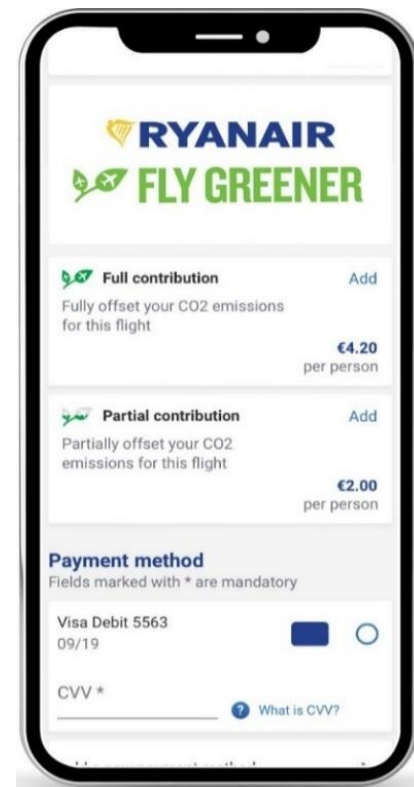 RYANAIR
FLY GREENER
Full contribution
Add
Fully offset your CO2 emissions
for this flight
€4.20
per person
Partial contribution
Add
Partially offset your CO2
emissions for this flight
€2.00
per person
Payment method
Fields marked with * are mandatory
Visa Debit 5563
09/19
CVV *
? What is CVV?